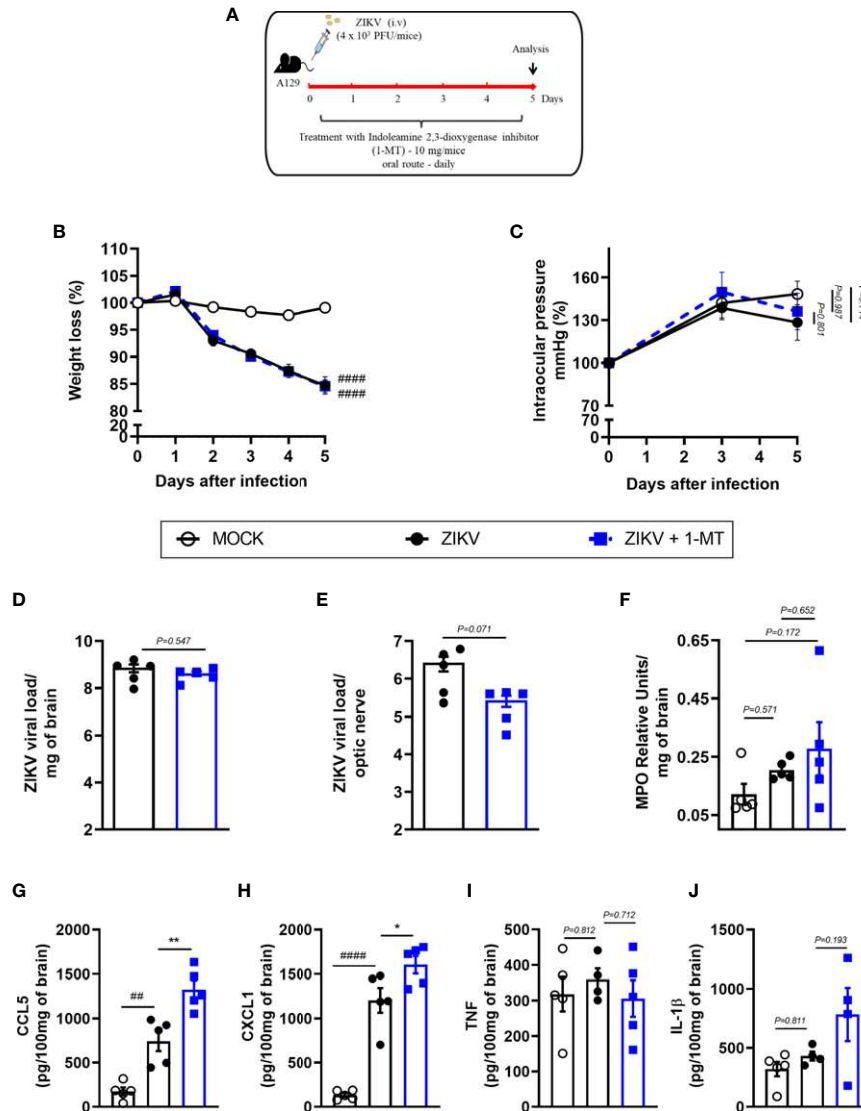 A
ZIKV (i.v)
(4 x 10³ PFU/mice)
Analysis
A129
0 1 2 3 4 5 Days
Treatment with Indoleamine 2,3-dioxygenase inhibitor
(1-MT) - 10 mg/mice
oral route - daily
B
Weight loss (%)
110
105
100
95
90
85
80
20
0
####
####
0 1 2 3 4 5
Days after infection
C
Intraocular pressure
mmHg (%)
160
130
100
70
70
0
P=0.801
P=0.987
0 1 2 3 4 5
Days after infection
MOCK ZIKV ZIKV + 1-MT
D
ZIKV viral load/
mg of brain
10
8
6
4
2
P=0.547
E
ZIKV viral load/
optic nerve
7
6
5
4
3
2
P=0.071
F
MPO Relative Units/
mg of brain
0.65
0.45
0.25
0.05
P=0.652
P=0.172
P=0.571
G
CCL5
(pg/100mg of brain)
2000
1500
1000
500
0
##
**
H
CXCL1
(pg/100mg of brain)
2000
1500
1000
500
0
####
*
I
TNF
(pg/100mg of brain)
500
400
300
200
100
0
P=0.812
P=0.712
J
IL-1β
(pg/100mg of brain)
1500
1000
500
0
P=0.811
P=0.193